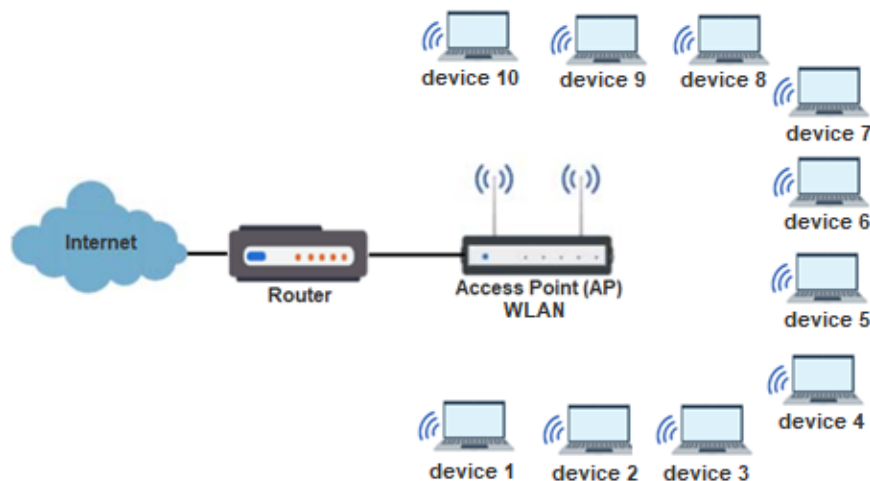 device 10
device 9
device 8
device 7
device 6
Internet
Router
Access Point (AP)
WLAN
device 5
device 4
device 1
device 2
device 3